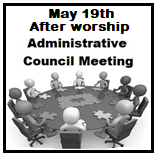 May 19th
After worship
Administrative
Council Meeting